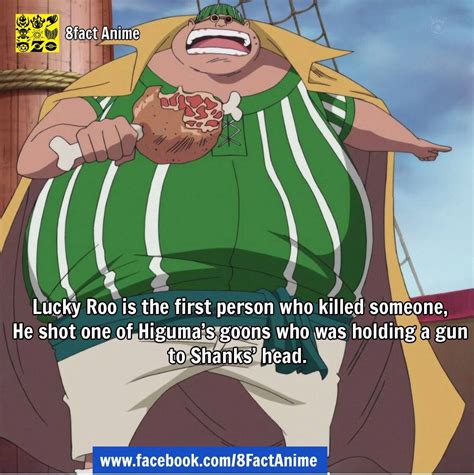 8fact Anime
Lucky Roo is the first person who killed someone,
He shot one of Higuma's goons who was holding a gun
to Shanks' head.
www.facebook.com/8FactAnime